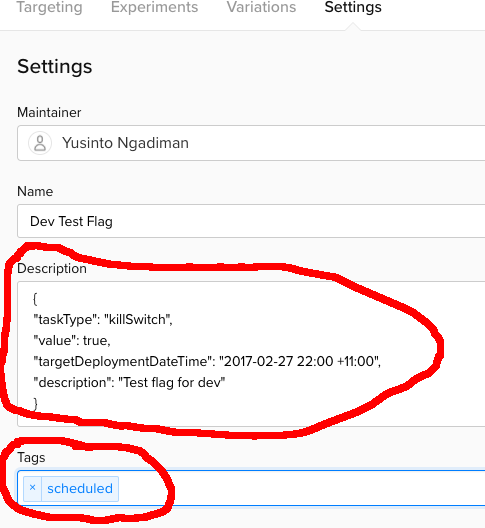 Targeting Experiments Variations Settings
Settings
Maintainer
Yusinto Ngadiman
Name
Dev Test Flag
Description
{
"taskType": "killSwitch",
"value": true,
"targetDeploymentDateTime": "2017-02-27 22:00 +11:00",
"description": "Test flag for dev"
}
Tags
× scheduled